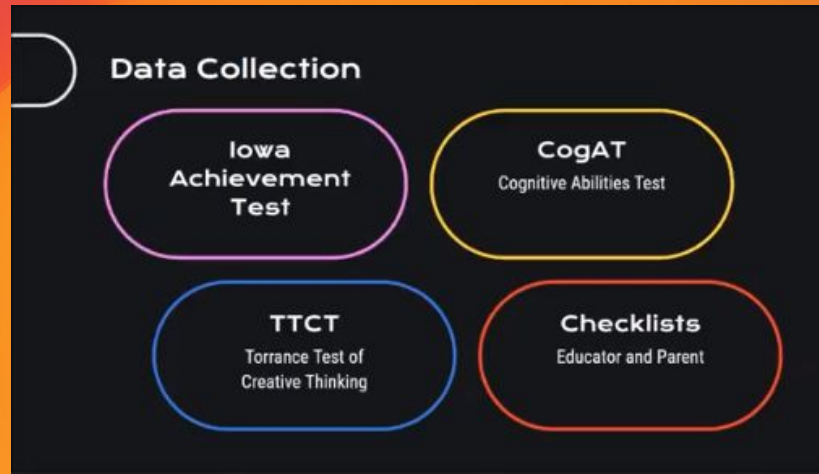 Data Collection
Iowa
Achievement
Test
CogAT
Cognitive Abilities Test
TTCT
Torrance Test of
Creative Thinking
Checklists
Educator and Parent